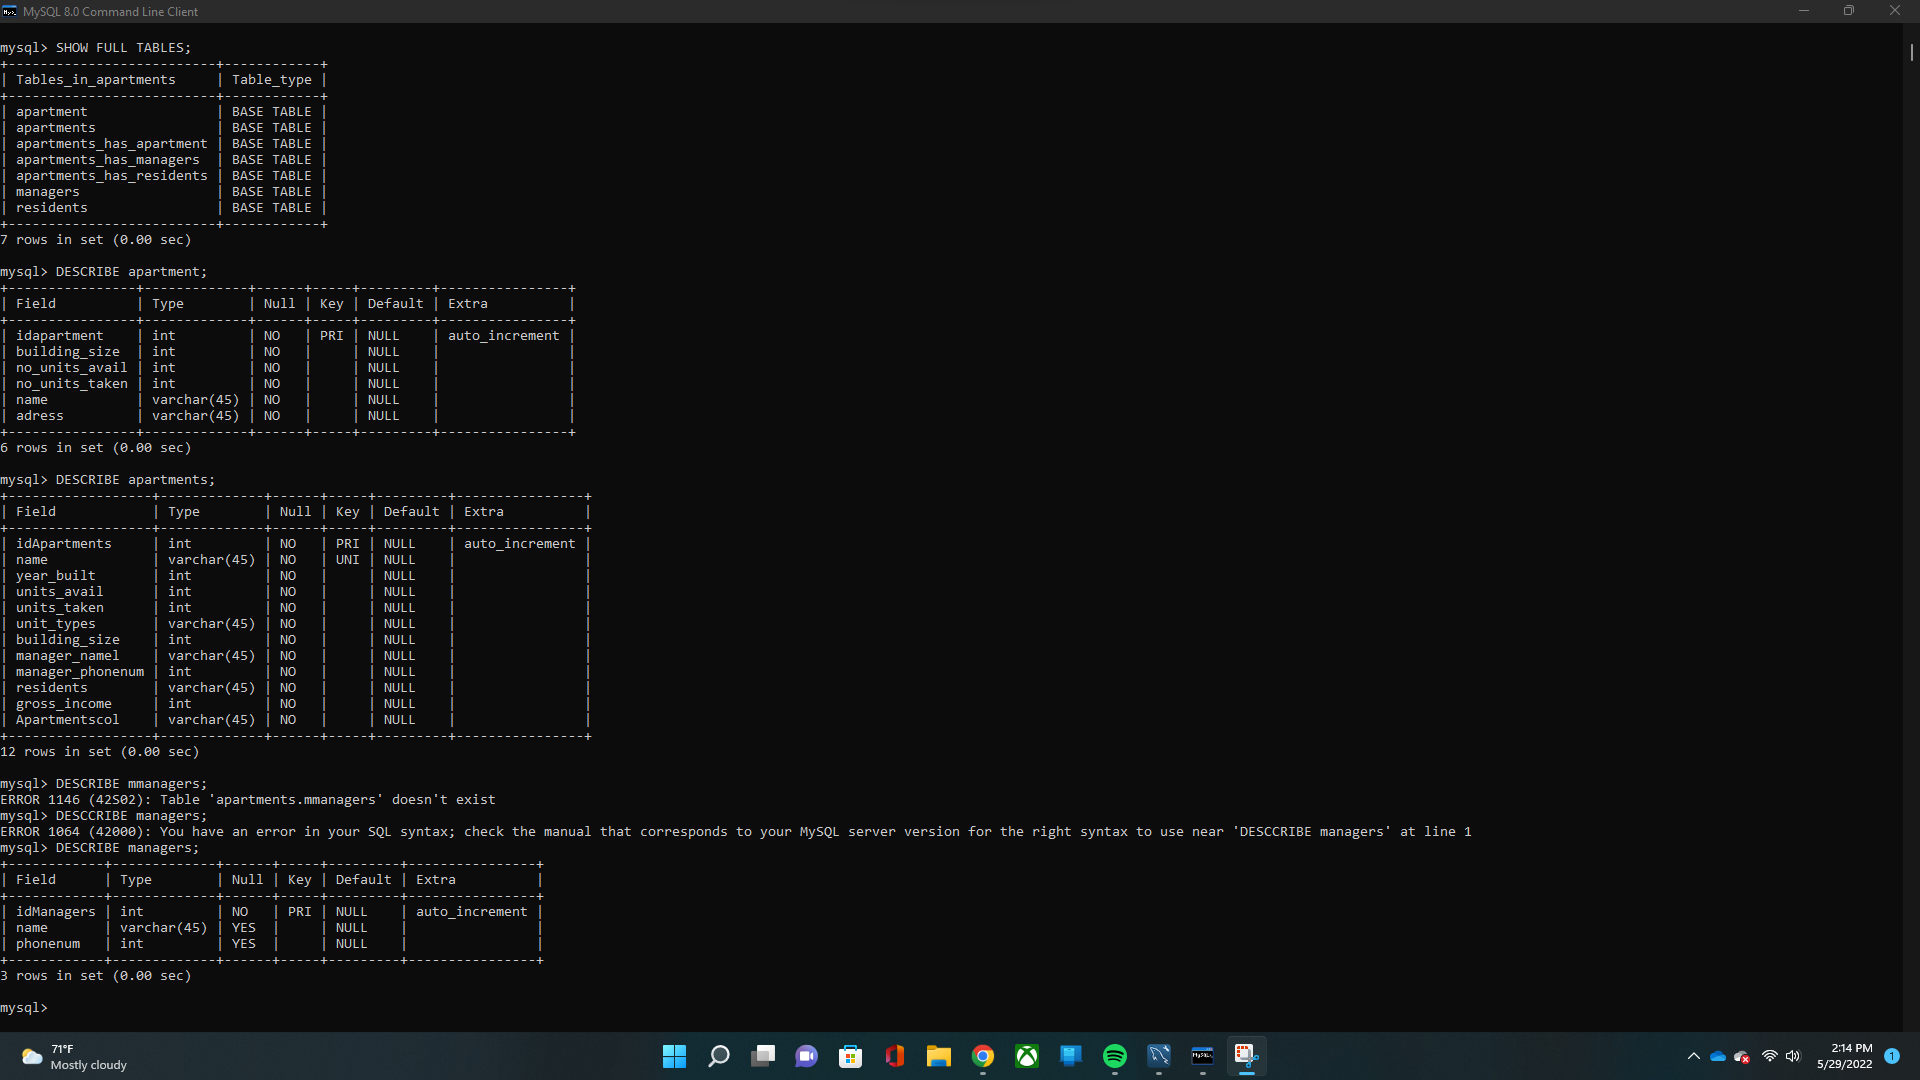 MySQL 8.0 Command Line Client
mysql> SHOW FULL TABLES;
+--------------------------+------------+
| Tables_in_apartments     | Table_type |
+--------------------------+------------+
| apartment                | BASE TABLE |
| apartments               | BASE TABLE |
| apartments_has_apartment | BASE TABLE |
| apartments_has_managers  | BASE TABLE |
| apartments_has_residents | BASE TABLE |
| managers                 | BASE TABLE |
| residents                | BASE TABLE |
+--------------------------+------------+
7 rows in set (0.00 sec)
mysql> DESCRIBE apartment;
+----------------+-------------+------+-----+---------+----------------+
| Field          | Type        | Null | Key | Default | Extra          |
+----------------+-------------+------+-----+---------+----------------+
| idapartment    | int         | NO   | PRI | NULL    | auto_increment |
| building_size  | int         | NO   |     | NULL    |                |
| no_units_avail | int         | NO   |     | NULL    |                |
| no_units_taken | int         | NO   |     | NULL    |                |
| name           | varchar(45) | NO   |     | NULL    |                |
| adress         | varchar(45) | NO   |     | NULL    |                |
+----------------+-------------+------+-----+---------+----------------+
6 rows in set (0.00 sec)
mysql> DESCRIBE apartments;
+------------------+-------------+------+-----+---------+----------------+
| Field            | Type        | Null | Key | Default | Extra          |
+------------------+-------------+------+-----+---------+----------------+
| idApartments     | int         | NO   | PRI | NULL    | auto_increment |
| name             | varchar(45) | NO   | UNI | NULL    |                |
| year_built       | int         | NO   |     | NULL    |                |
| units_avail      | int         | NO   |     | NULL    |                |
| units_taken      | int         | NO   |     | NULL    |                |
| unit_types       | varchar(45) | NO   |     | NULL    |                |
| building_size    | int         | NO   |     | NULL    |                |
| manager_namel    | varchar(45) | NO   |     | NULL    |                |
| manager_phonenum | int         | NO   |     | NULL    |                |
| residents        | varchar(45) | NO   |     | NULL    |                |
| gross_income     | int         | NO   |     | NULL    |                |
| Apartmentscol    | varchar(45) | NO   |     | NULL    |                |
+------------------+-------------+------+-----+---------+----------------+
12 rows in set (0.00 sec)
mysql> DESCRIBE mmanagers;
ERROR 1146 (42S02): Table 'apartments.mmanagers' doesn't exist
mysql> DESCCRIBE managers;
ERROR 1064 (42000): You have an error in your SQL syntax; check the manual that corresponds to your MySQL server version for the right syntax to use near 'DESCCRIBE managers' at line 1
mysql> DESCRIBE managers;
+------------+-------------+------+-----+---------+----------------+
| Field      | Type        | Null | Key | Default | Extra          |
+------------+-------------+------+-----+---------+----------------+
| idManagers | int         | NO   | PRI | NULL    | auto_increment |
| name       | varchar(45) | YES  |     | NULL    |                |
| phonenum   | int         | YES  |     | NULL    |                |
+------------+-------------+------+-----+---------+----------------+
3 rows in set (0.00 sec)
mysql>
71°F
Mostly cloudy
MySQL
2:14 PM
5/29/2022
1